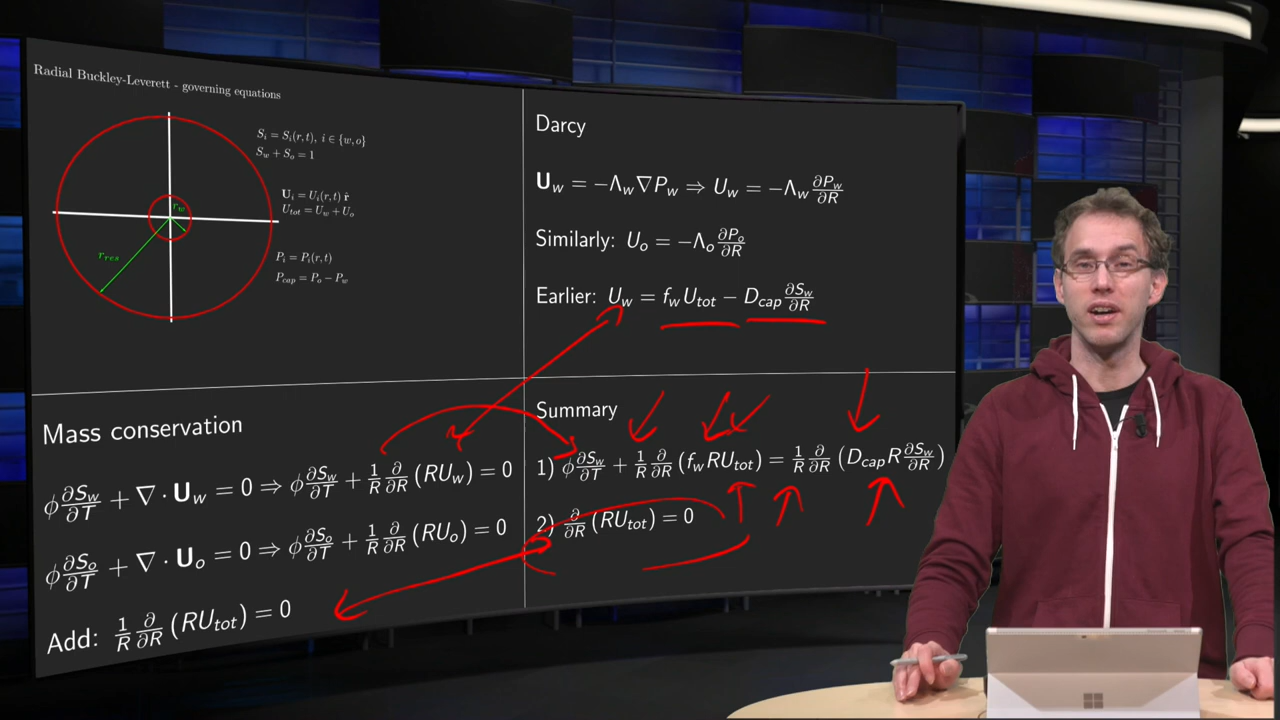 Radial Buckley-Leverett - governing equations
S_i = S_i(r, t), i ∈ {w, o}
S_w + S_o = 1
U_i = U_i(r, t) r̂
U_tot = U_w + U_o
P_i = P_i(r, t)
P_cap = P_o − P_w
r_w
r_res
Darcy
U_w = −Λ_w∇P_w ⇒ U_w = −Λ_w ∂P_w/∂R
Similarly: U_o = −Λ_o ∂P_o/∂R
Earlier: U_w = f_w U_tot − D_cap ∂S_w/∂R
Mass conservation
ϕ ∂S_w/∂T + ∇ · U_w = 0 ⇒ ϕ ∂S_w/∂T + 1/R ∂/∂R (RU_w) = 0
ϕ ∂S_o/∂T + ∇ · U_o = 0 ⇒ ϕ ∂S_o/∂T + 1/R ∂/∂R (RU_o) = 0
Add: 1/R ∂/∂R (RU_tot) = 0
Summary
1) ϕ ∂S_w/∂T + 1/R ∂/∂R (f_w RU_tot) = 1/R ∂/∂R (D_cap R ∂S_w/∂R)
2) ∂/∂R (RU_tot) = 0